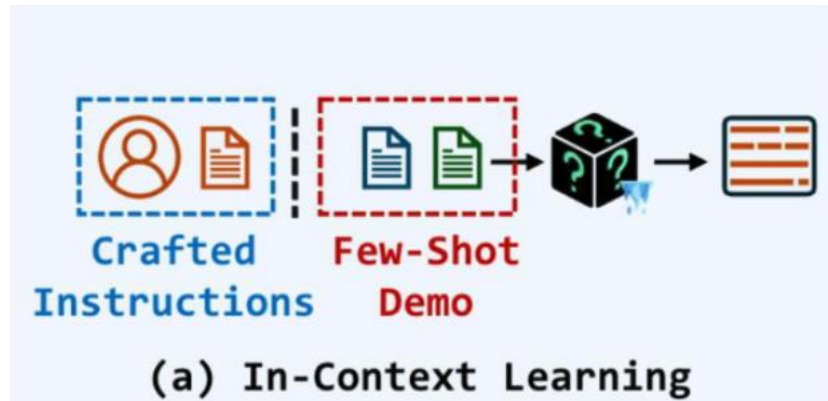 Crafted
Instructions
Few-Shot
Demo
? ? ?
(a) In-Context Learning